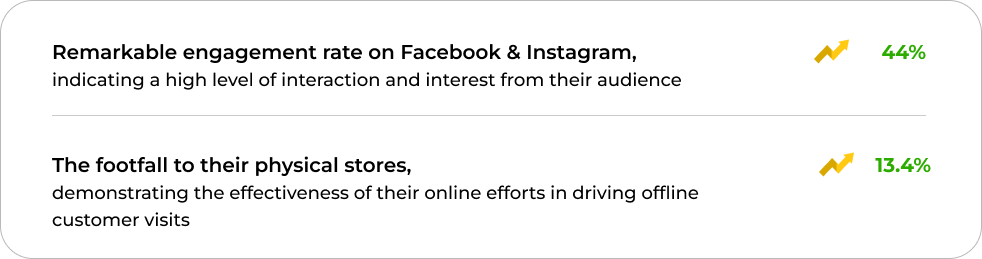 Remarkable engagement rate on Facebook & Instagram,
44%
indicating a high level of interaction and interest from their audience
The footfall to their physical stores,
13.4%
demonstrating the effectiveness of their online efforts in driving offline
customer visits